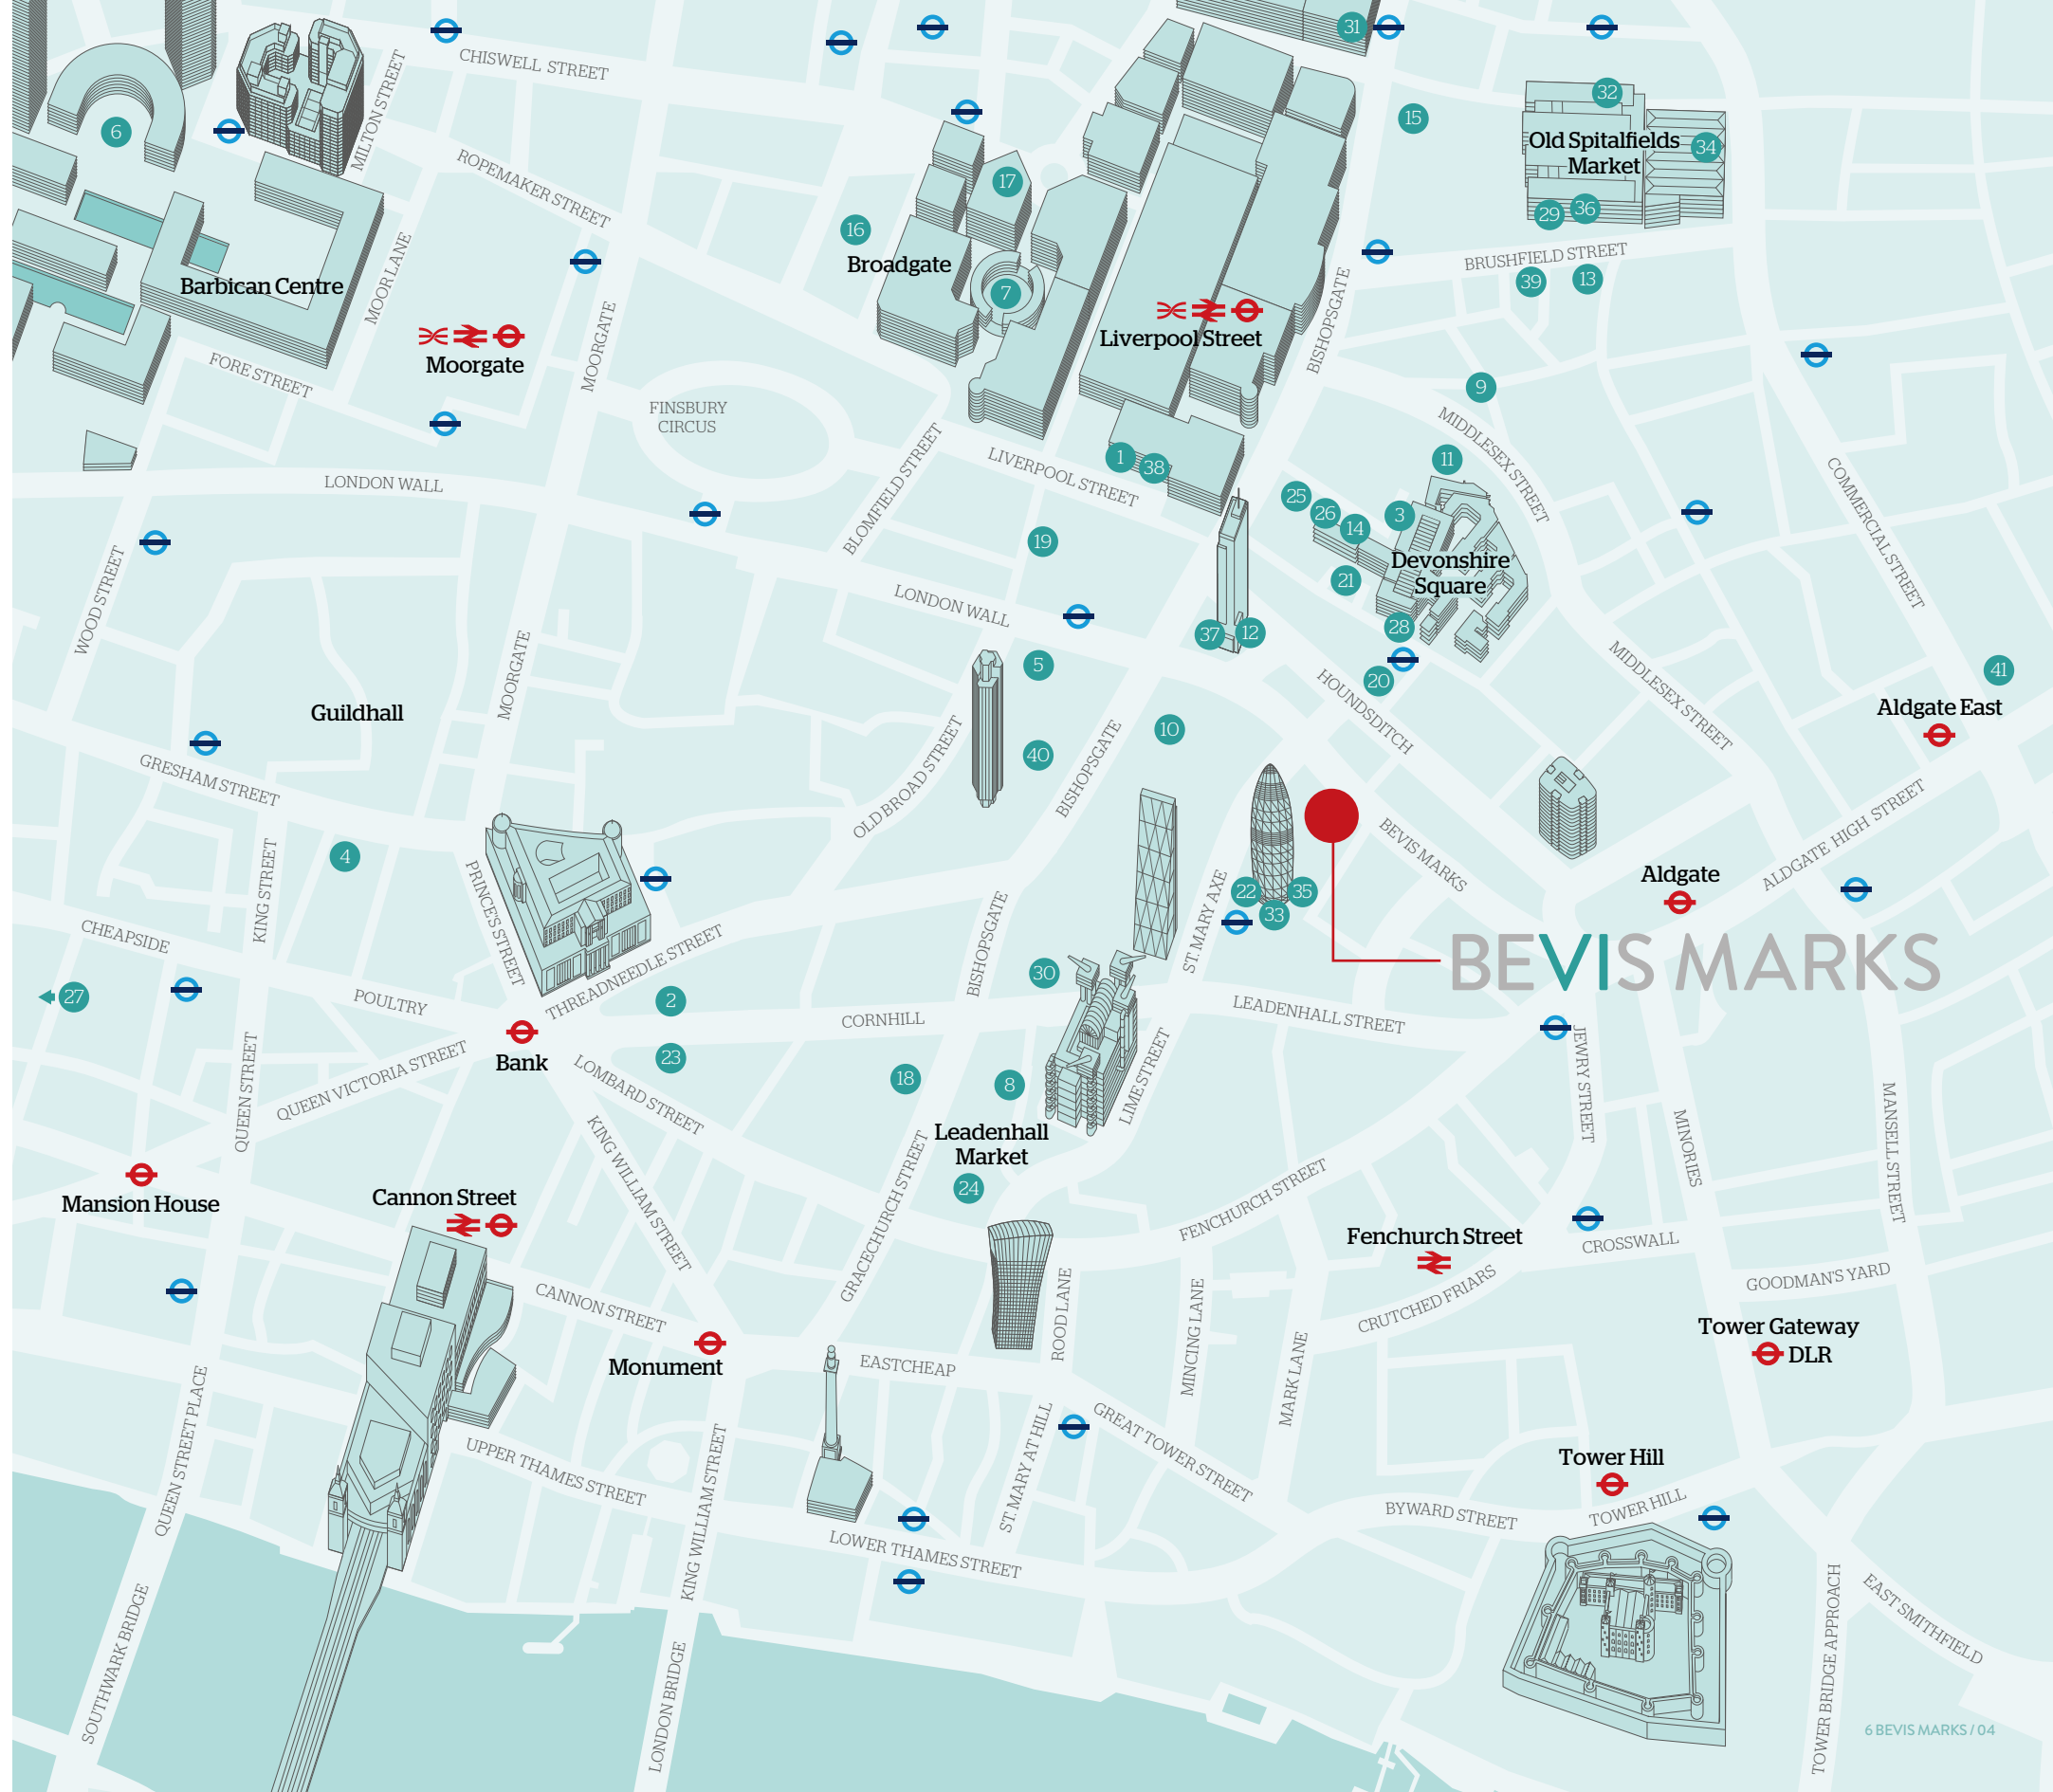 31
CHISWELL STREET
32
6
MILTON STREET
15
Old Spitalfields
Market
34
ROPEMAKER STREET
17
29
36
16
Broadgate
BRUSHFIELD STREET
39
13
Barbican Centre
MOOR LANE
7
Liverpool Street
BISHOPSGATE
Moorgate
MOORGATE
FORE STREET
9
FINSBURY
CIRCUS
MIDDLESEX STREET
BLOMFIELD STREET
LIVERPOOL STREET
1
38
11
LONDON WALL
25
26
14
3
COMMERCIAL STREET
19
Devonshire
Square
21
WOOD STREET
LONDON WALL
37
12
28
MOORGATE
5
20
HOUNDSDITCH
MIDDLESEX STREET
41
Aldgate East
Guildhall
10
40
OLD BROAD STREET
BISHOPSGATE
GRESHAM STREET
4
KING STREET
PRINCE'S STREET
BEVIS MARKS
ALDGATE HIGH STREET
Aldgate
22
35
33
ST. MARY AXE
CHEAPSIDE
THREADNEEDLE STREET
BISHOPSGATE
30
BEVIS MARKS
27
POULTRY
2
CORNHILL
LEADENHALL STREET
Bank
23
QUEEN STREET
QUEEN VICTORIA STREET
LOMBARD STREET
18
8
LIME STREET
JEWRY STREET
MINORIES
MANSELL STREET
Leadenhall
Market
24
KING WILLIAM STREET
GRACECHURCH STREET
FENCHURCH STREET
Mansion House
Cannon Street
Fenchurch Street
CROSSWALL
GOODMAN'S YARD
CRUTCHED FRIARS
CANNON STREET
ROOD LANE
MINCING LANE
MARK LANE
Tower Gateway
DLR
Monument
EASTCHEAP
QUEEN STREET PLACE
UPPER THAMES STREET
KING WILLIAM STREET
ST. MARY AT HILL
GREAT TOWER STREET
Tower Hill
BYWARD STREET
TOWER HILL
LOWER THAMES STREET
SOUTHWARK BRIDGE
LONDON BRIDGE
TOWER BRIDGE APPROACH
EAST SMITHFIELD
6 BEVIS MARKS / 04